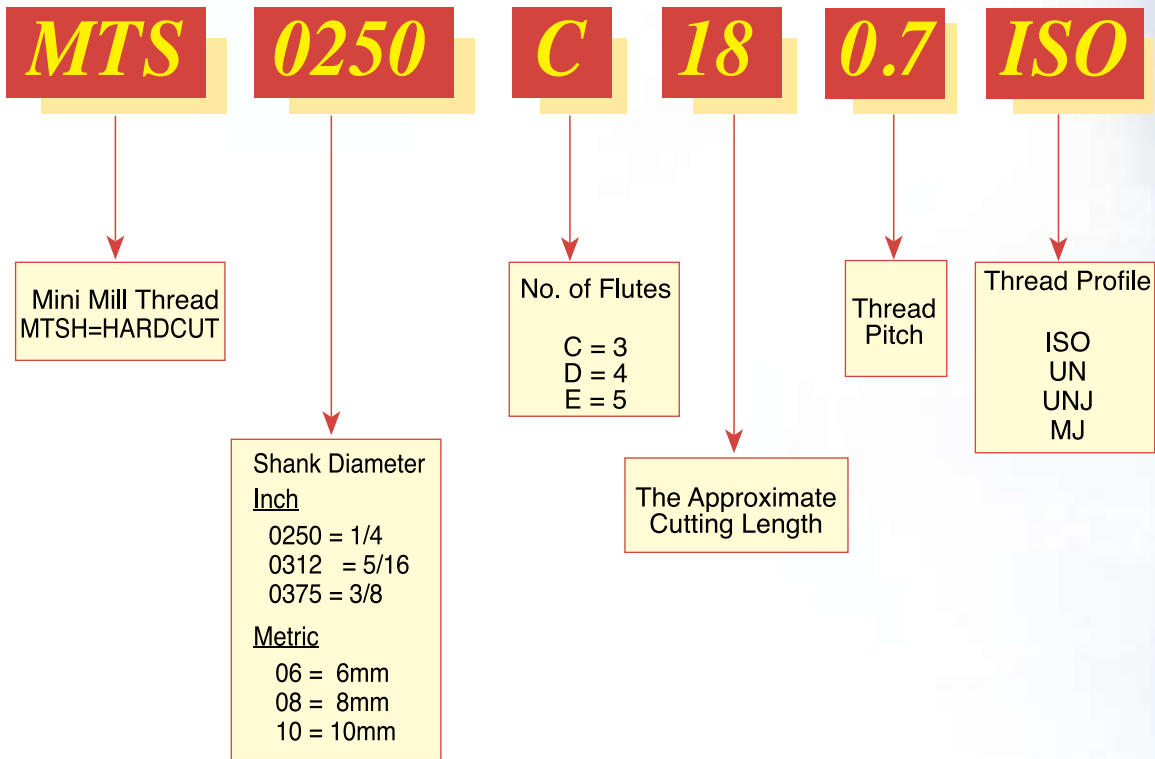 MTS 0250 C 18 0.7 ISO
Mini Mill Thread
MTSH=HARDCUT
Shank Diameter
Inch
0250 = 1/4
0312 = 5/16
0375 = 3/8
Metric
06 = 6mm
08 = 8mm
10 = 10mm
No. of Flutes
C = 3
D = 4
E = 5
The Approximate
Cutting Length
Thread
Pitch
Thread Profile
ISO
UN
UNJ
MJ